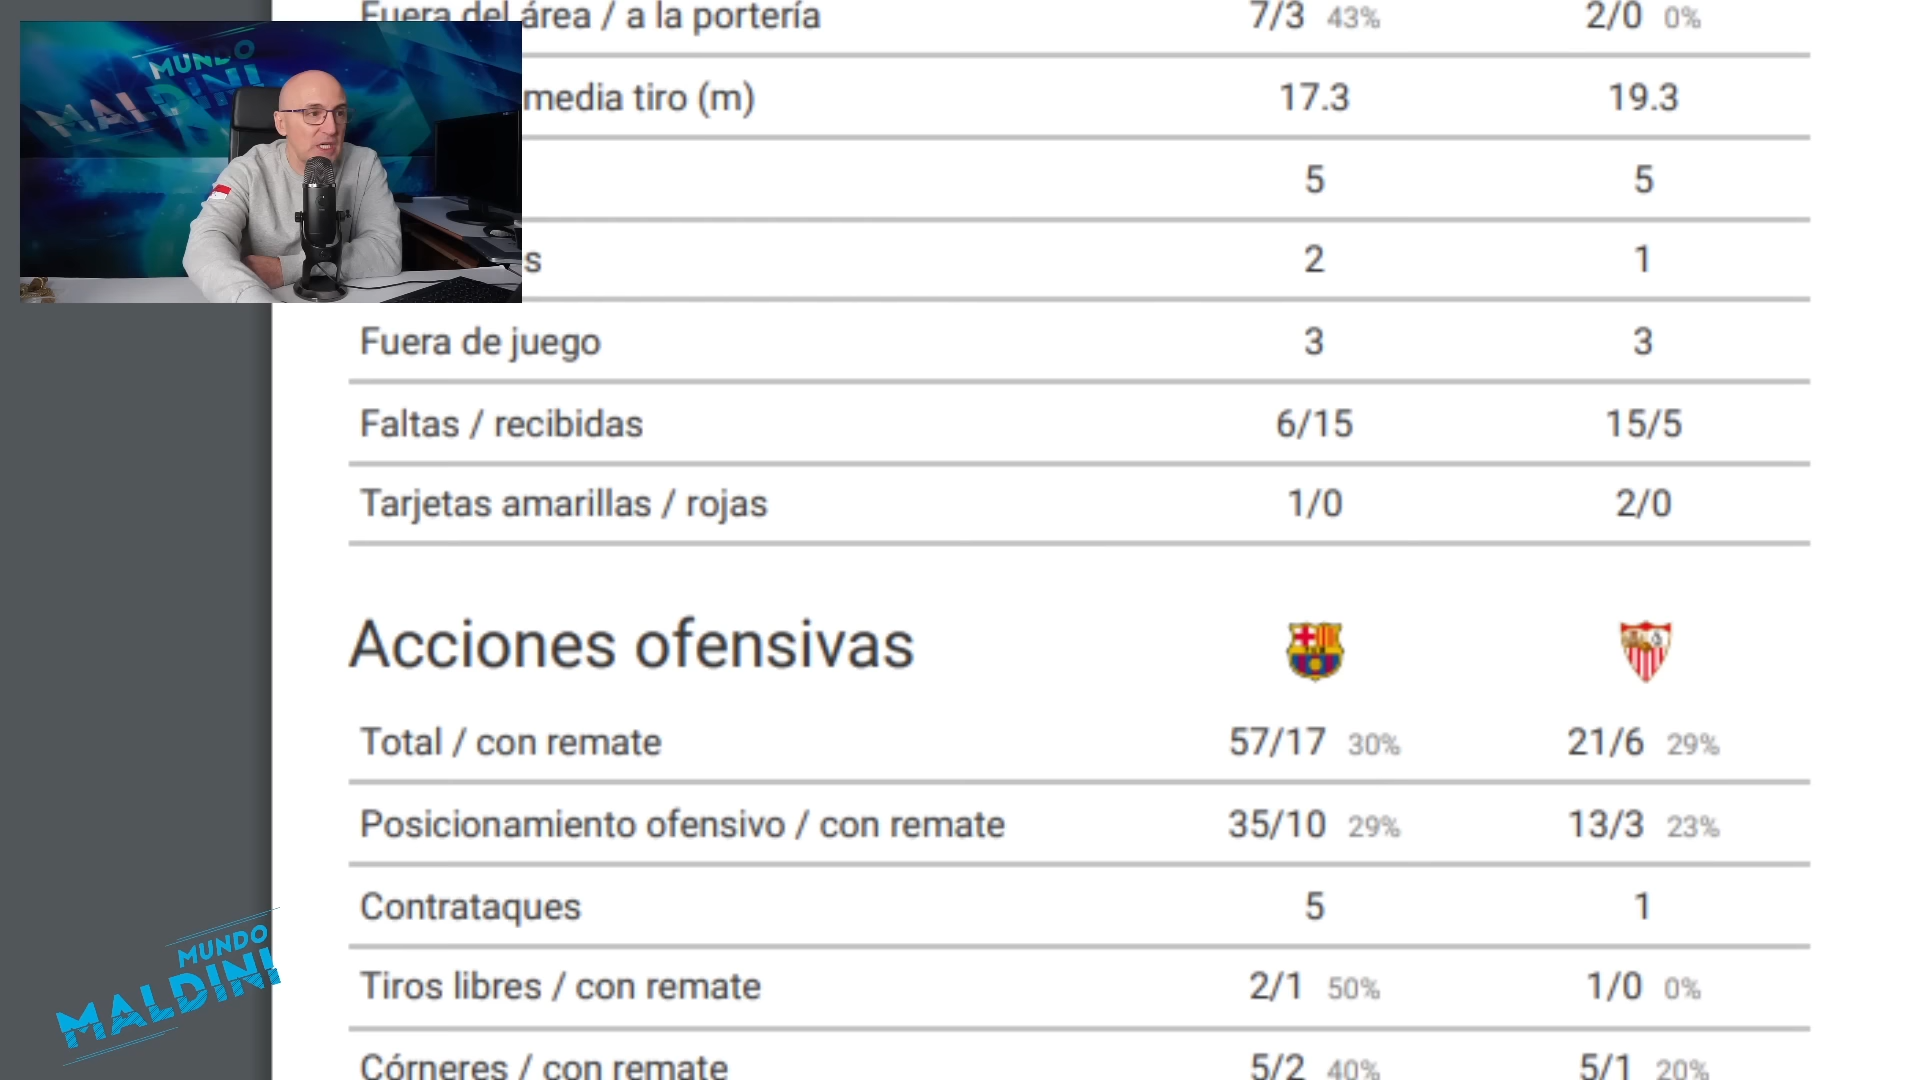 Fuera del área / a la portería 7/3 43% 2/0 0%
MUNDO
MALDINI
media tiro (m) 17.3 19.3
5 5
s 2 1
Fuera de juego 3 3
Faltas / recibidas 6/15 15/5
Tarjetas amarillas / rojas 1/0 2/0
Acciones ofensivas
Total / con remate 57/17 30% 21/6 29%
Posicionamiento ofensivo / con remate 35/10 29% 13/3 23%
Contrataques 5 1
Tiros libres / con remate 2/1 50% 1/0 0%
Córneres / con remate 5/2 40% 5/1 20%
MUNDO
MALDINI